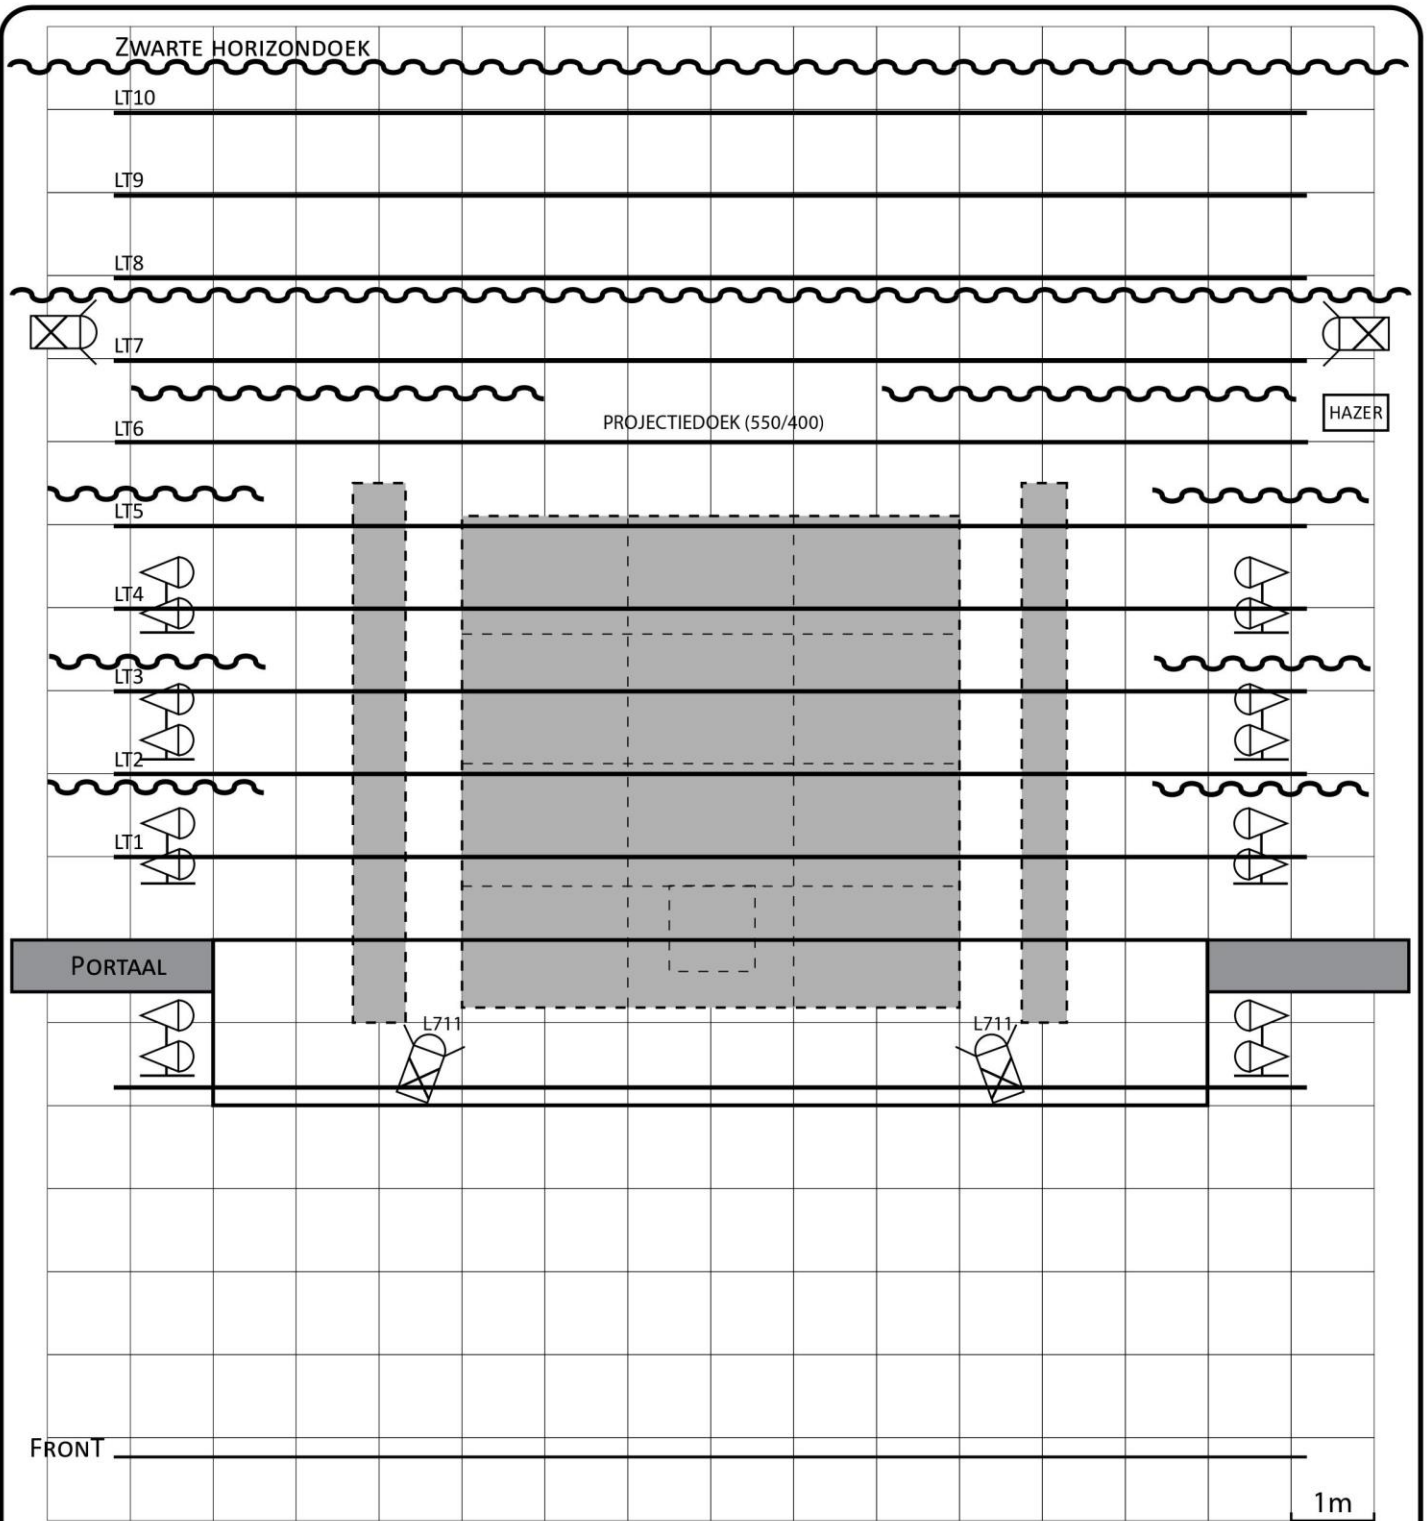 Zwarte horizondoek
LT10
LT9
LT8
LT7
LT6
PROJECTIEDOEK (550/400)
HAZER
LT5
LT4
LT3
LT2
LT1
Portaal
L711
L711
FronT
1m